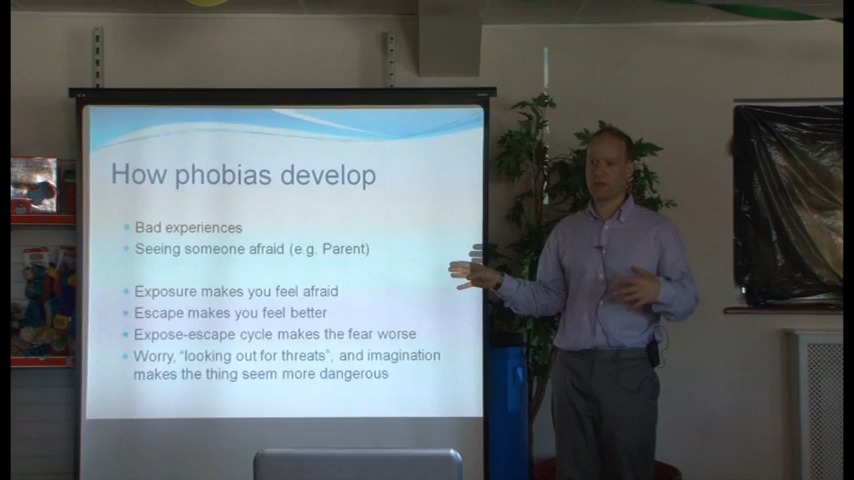 How phobias develop
Bad experiences
Seeing someone afraid (e.g. Parent)
Exposure makes you feel afraid
Escape makes you feel better
Expose-escape cycle makes the fear worse
Worry, "looking out for threats", and imagination
makes the thing seem more dangerous